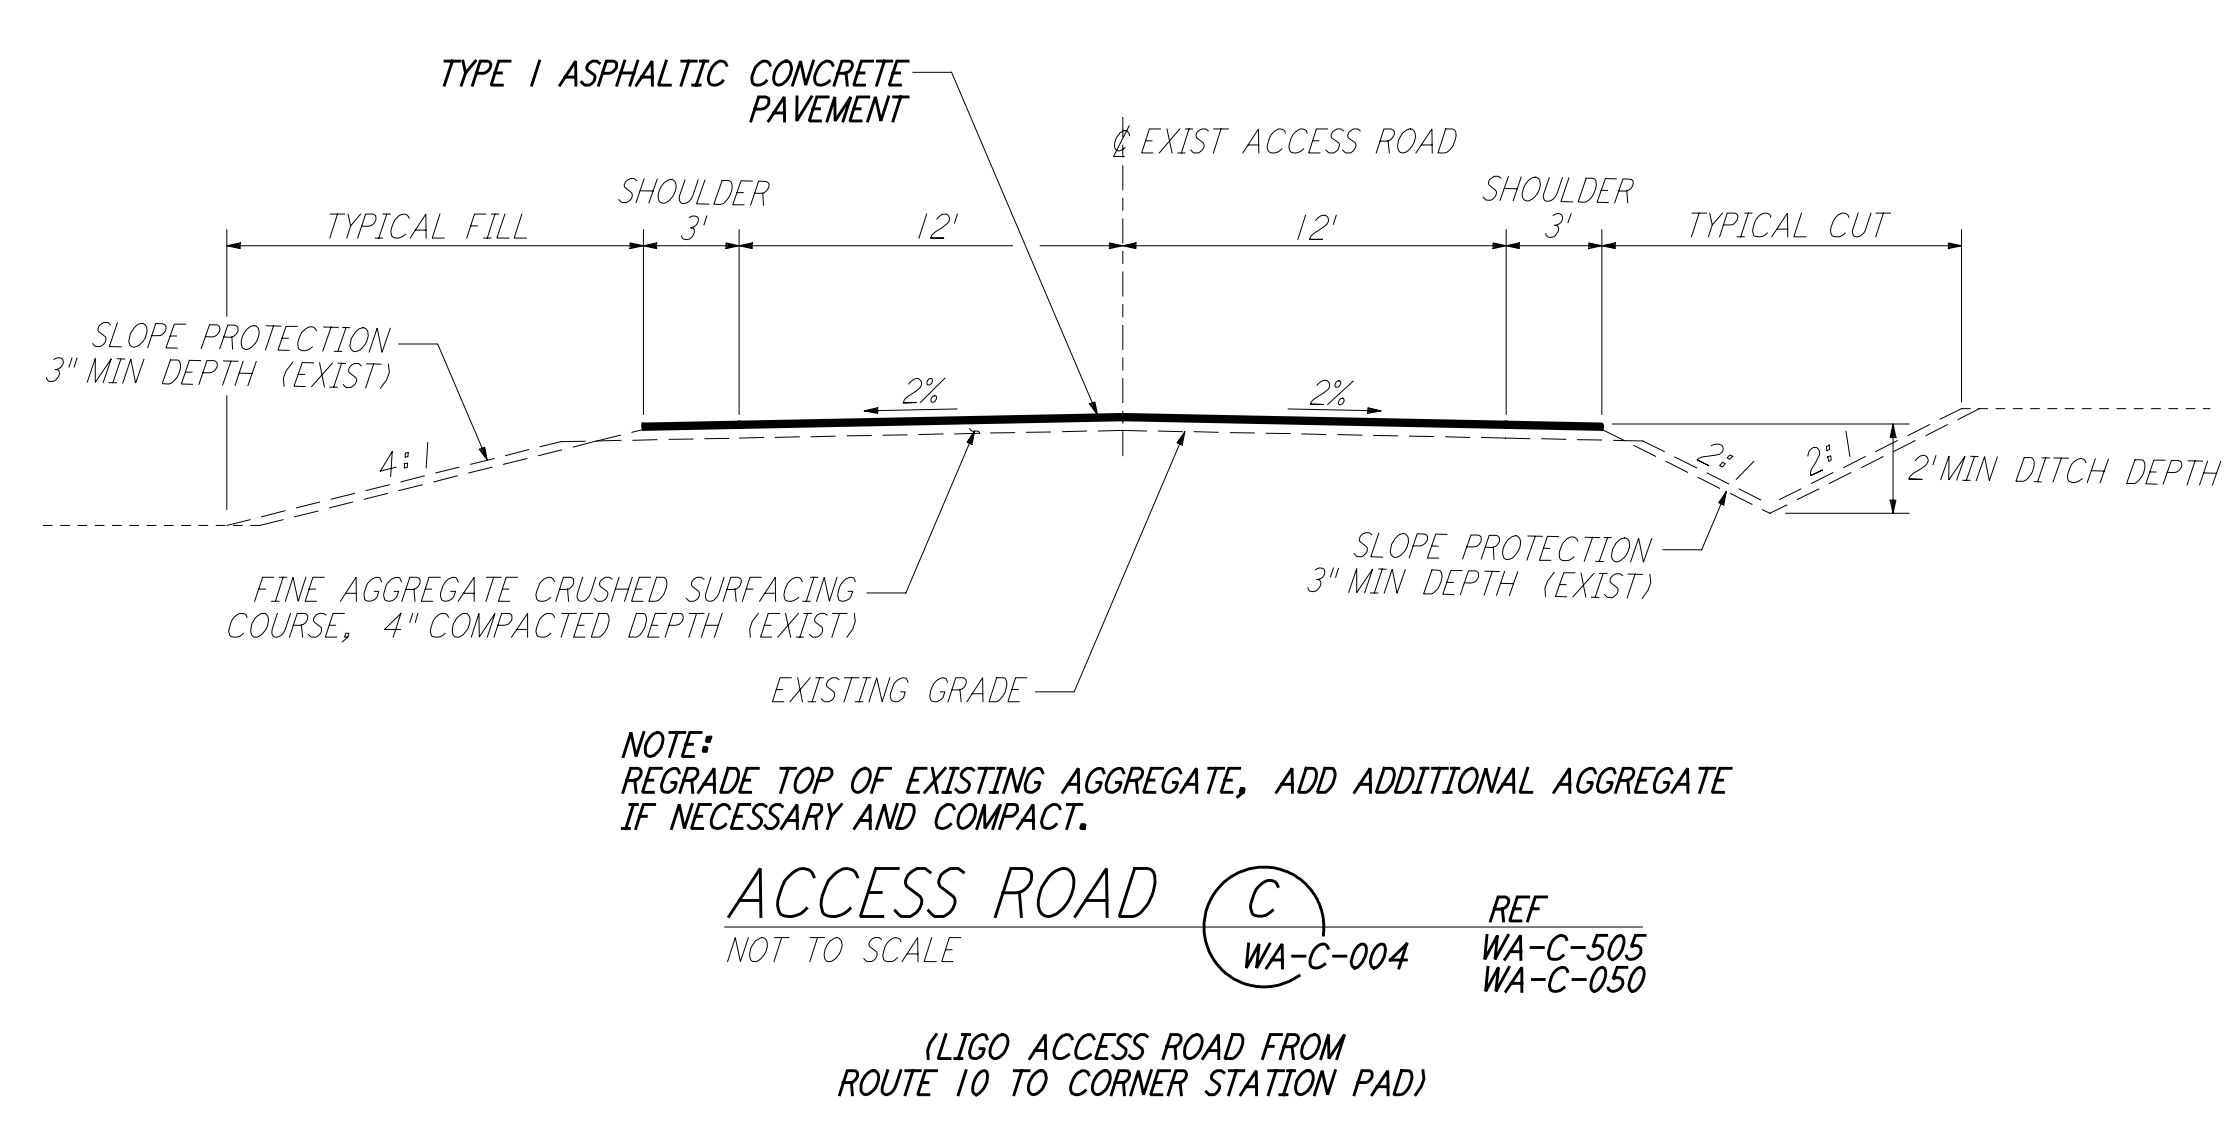 TYPE 1 ASPHALTIC CONCRETE
PAVEMENT
℄ EXIST ACCESS ROAD
SHOULDER
3'
SHOULDER
3'
TYPICAL FILL
12'
12'
TYPICAL CUT
SLOPE PROTECTION
3" MIN DEPTH (EXIST)
2%
2%
4:1
2:1
2:1
2' MIN DITCH DEPTH
SLOPE PROTECTION
3" MIN DEPTH (EXIST)
FINE AGGREGATE CRUSHED SURFACING
COURSE, 4" COMPACTED DEPTH (EXIST)
EXISTING GRADE
NOTE:
REGRADE TOP OF EXISTING AGGREGATE, ADD ADDITIONAL AGGREGATE
IF NECESSARY AND COMPACT.
ACCESS ROAD
NOT TO SCALE
C
WA-C-004
REF
WA-C-505
WA-C-050
(LIGO ACCESS ROAD FROM
ROUTE 10 TO CORNER STATION PAD)